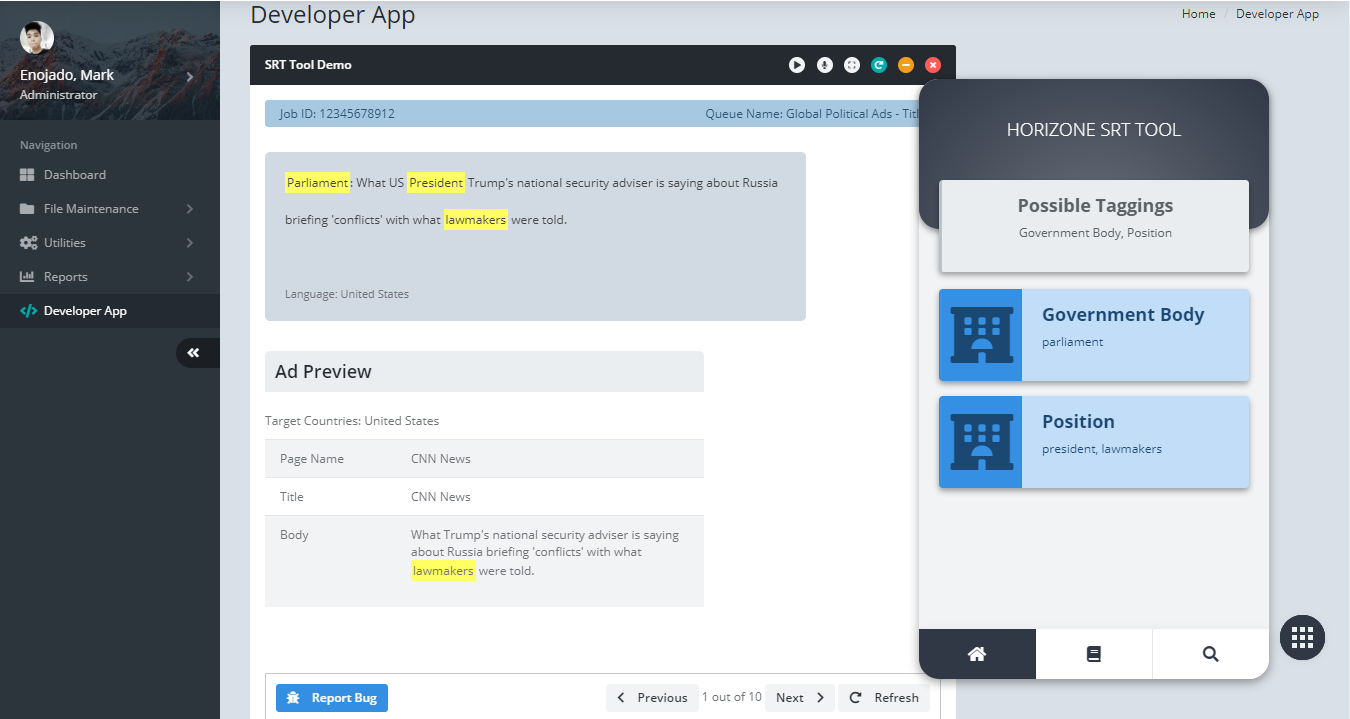 Enojado, Mark
Administrator
Navigation
Dashboard
File Maintenance
Utilities
Reports
Developer App
Developer App
Home / Developer App
SRT Tool Demo
Job ID: 12345678912
Queue Name: Global Political Ads - Titl
Parliament: What US President Trump's national security adviser is saying about Russia
briefing 'conflicts' with what lawmakers were told.
Language: United States
Ad Preview
Target Countries: United States
Page Name CNN News
Title CNN News
Body What Trump's national security adviser is saying
about Russia briefing 'conflicts' with what
lawmakers were told.
Report Bug
Previous
1 out of 10
Next
Refresh
HORIZONE SRT TOOL
Possible Taggings
Government Body, Position
Government Body
parliament
Position
president, lawmakers